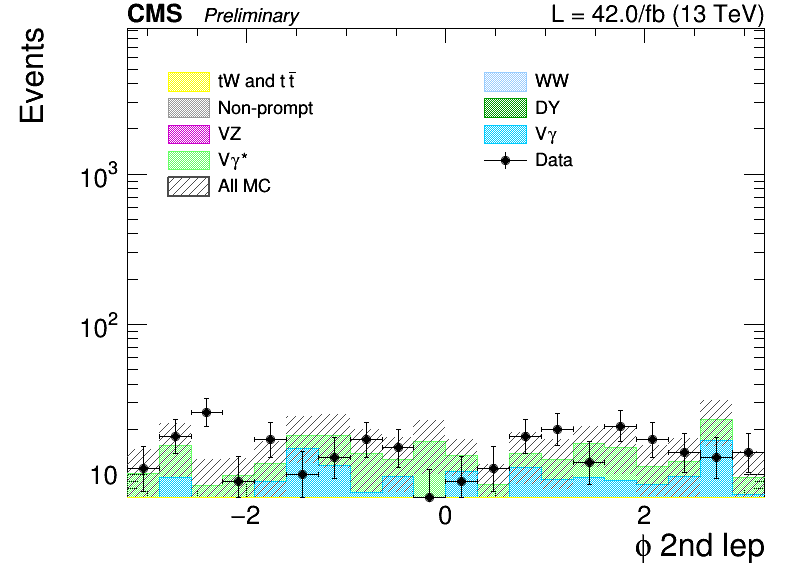 CMS Preliminary L = 42.0/fb (13 TeV)
Events
tW and t t̄ WW
Non-prompt DY
VZ Vγ
Vγ* Data
All MC
10³
10²
10
−2 0 2
ϕ 2nd lep